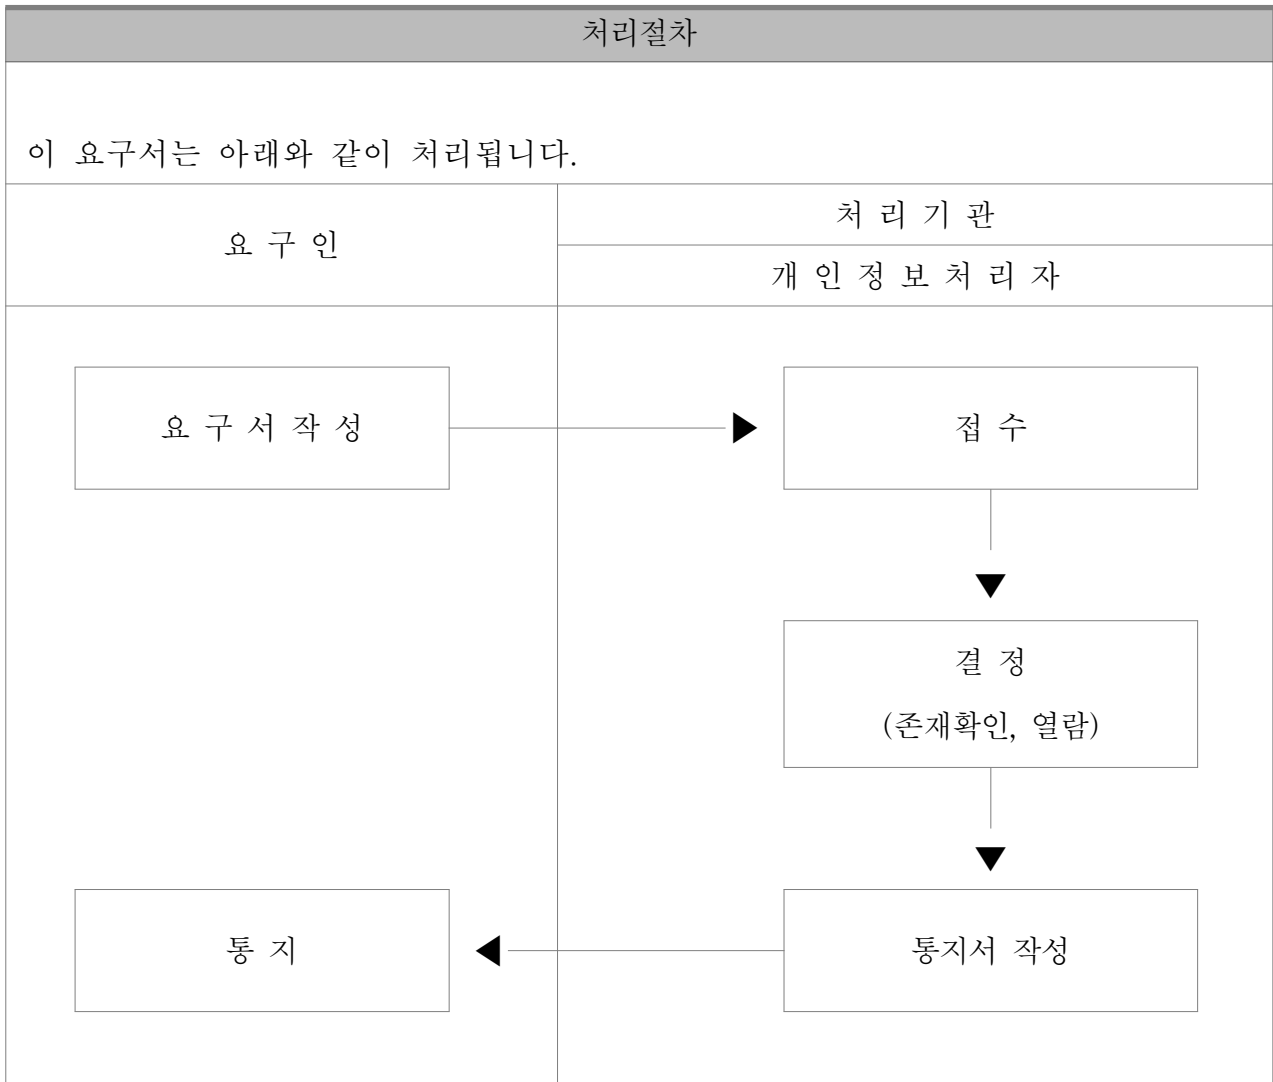 처리절차
이 요구서는 아래와 같이 처리됩니다.
요 구 인
처 리 기 관
개 인 정 보 처 리 자
요 구 서 작 성
접 수
결 정
(존재확인, 열람)
통 지
통지서 작성